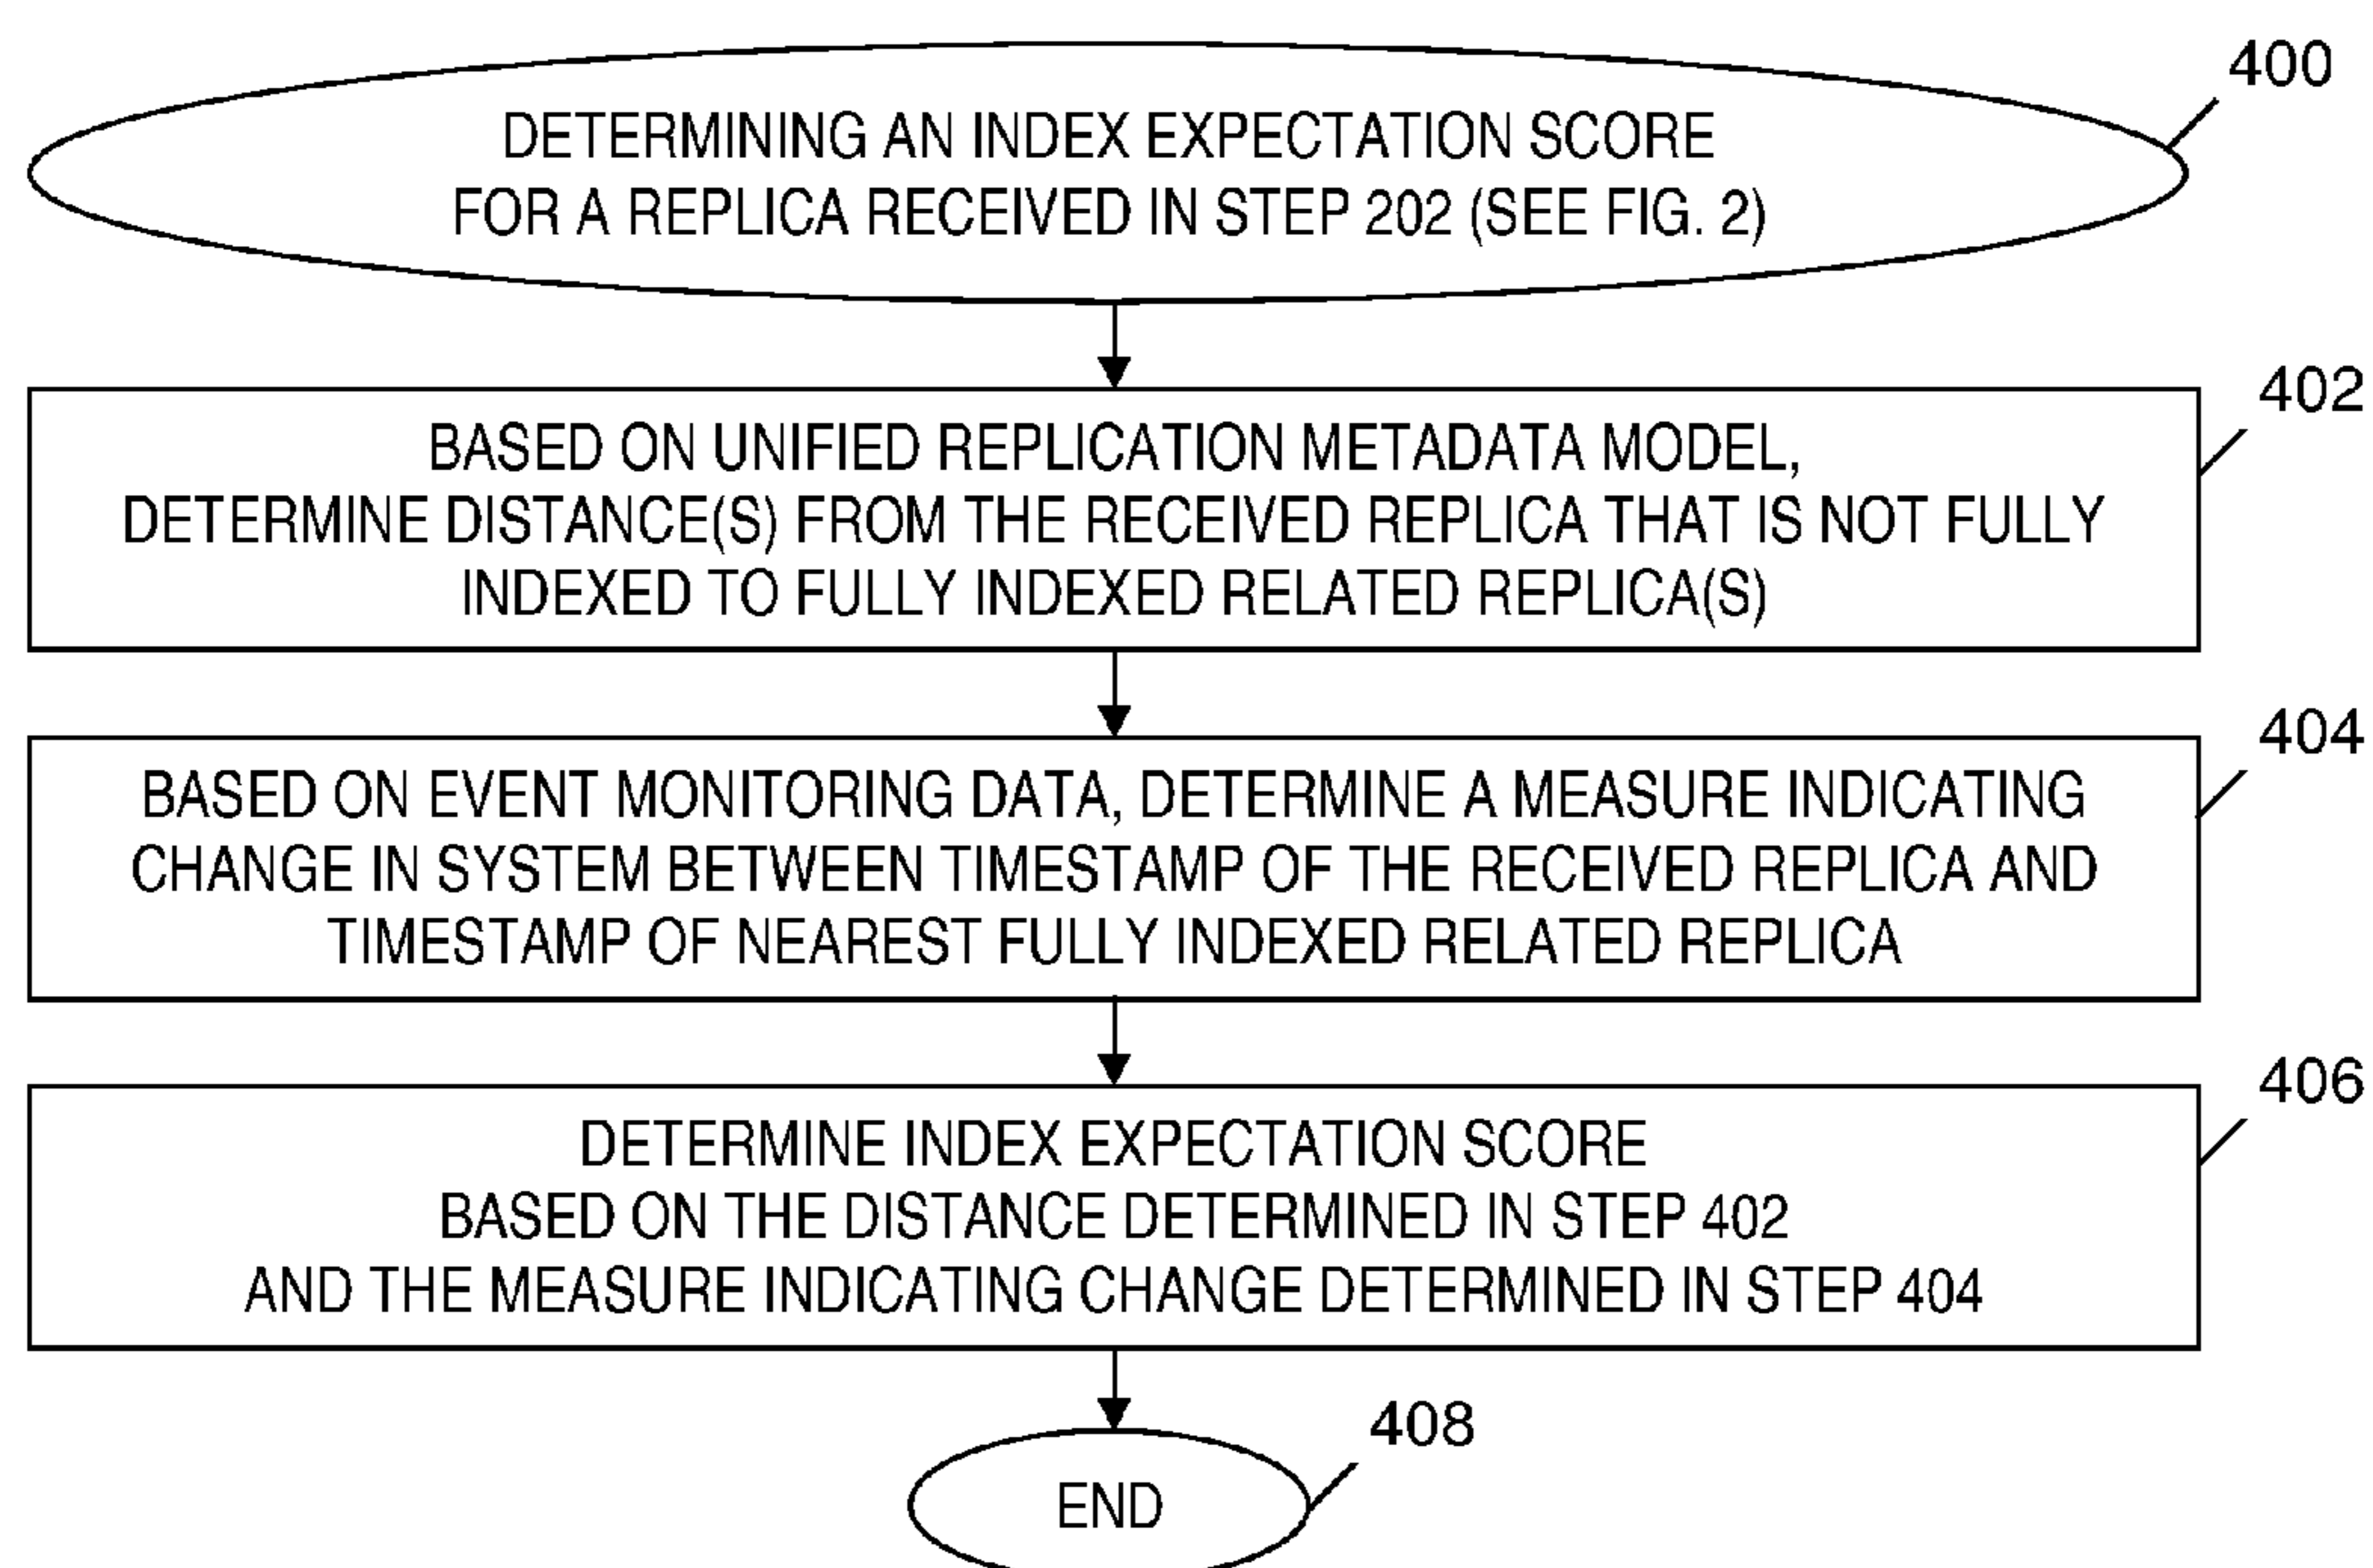 400
DETERMINING AN INDEX EXPECTATION SCORE
FOR A REPLICA RECEIVED IN STEP 202 (SEE FIG. 2)
402
BASED ON UNIFIED REPLICATION METADATA MODEL,
DETERMINE DISTANCE(S) FROM THE RECEIVED REPLICA THAT IS NOT FULLY
INDEXED TO FULLY INDEXED RELATED REPLICA(S)
404
BASED ON EVENT MONITORING DATA, DETERMINE A MEASURE INDICATING
CHANGE IN SYSTEM BETWEEN TIMESTAMP OF THE RECEIVED REPLICA AND
TIMESTAMP OF NEAREST FULLY INDEXED RELATED REPLICA
406
DETERMINE INDEX EXPECTATION SCORE
BASED ON THE DISTANCE DETERMINED IN STEP 402
AND THE MEASURE INDICATING CHANGE DETERMINED IN STEP 404
408
END